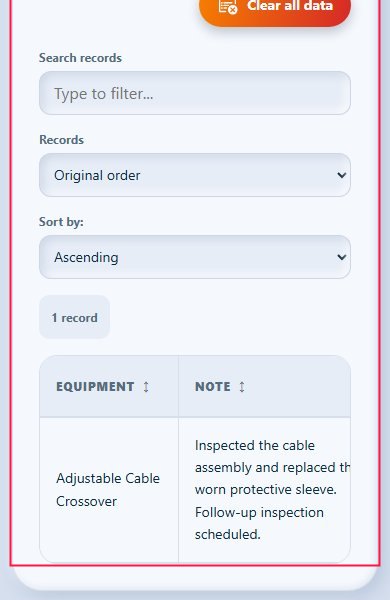 Clear all data
Search records
Type to filter...
Records
Original order
Sort by:
Ascending
1 record
EQUIPMENT ↕ NOTE ↕
Adjustable Cable
Crossover
Inspected the cable
assembly and replaced th
worn protective sleeve.
Follow-up inspection
scheduled.